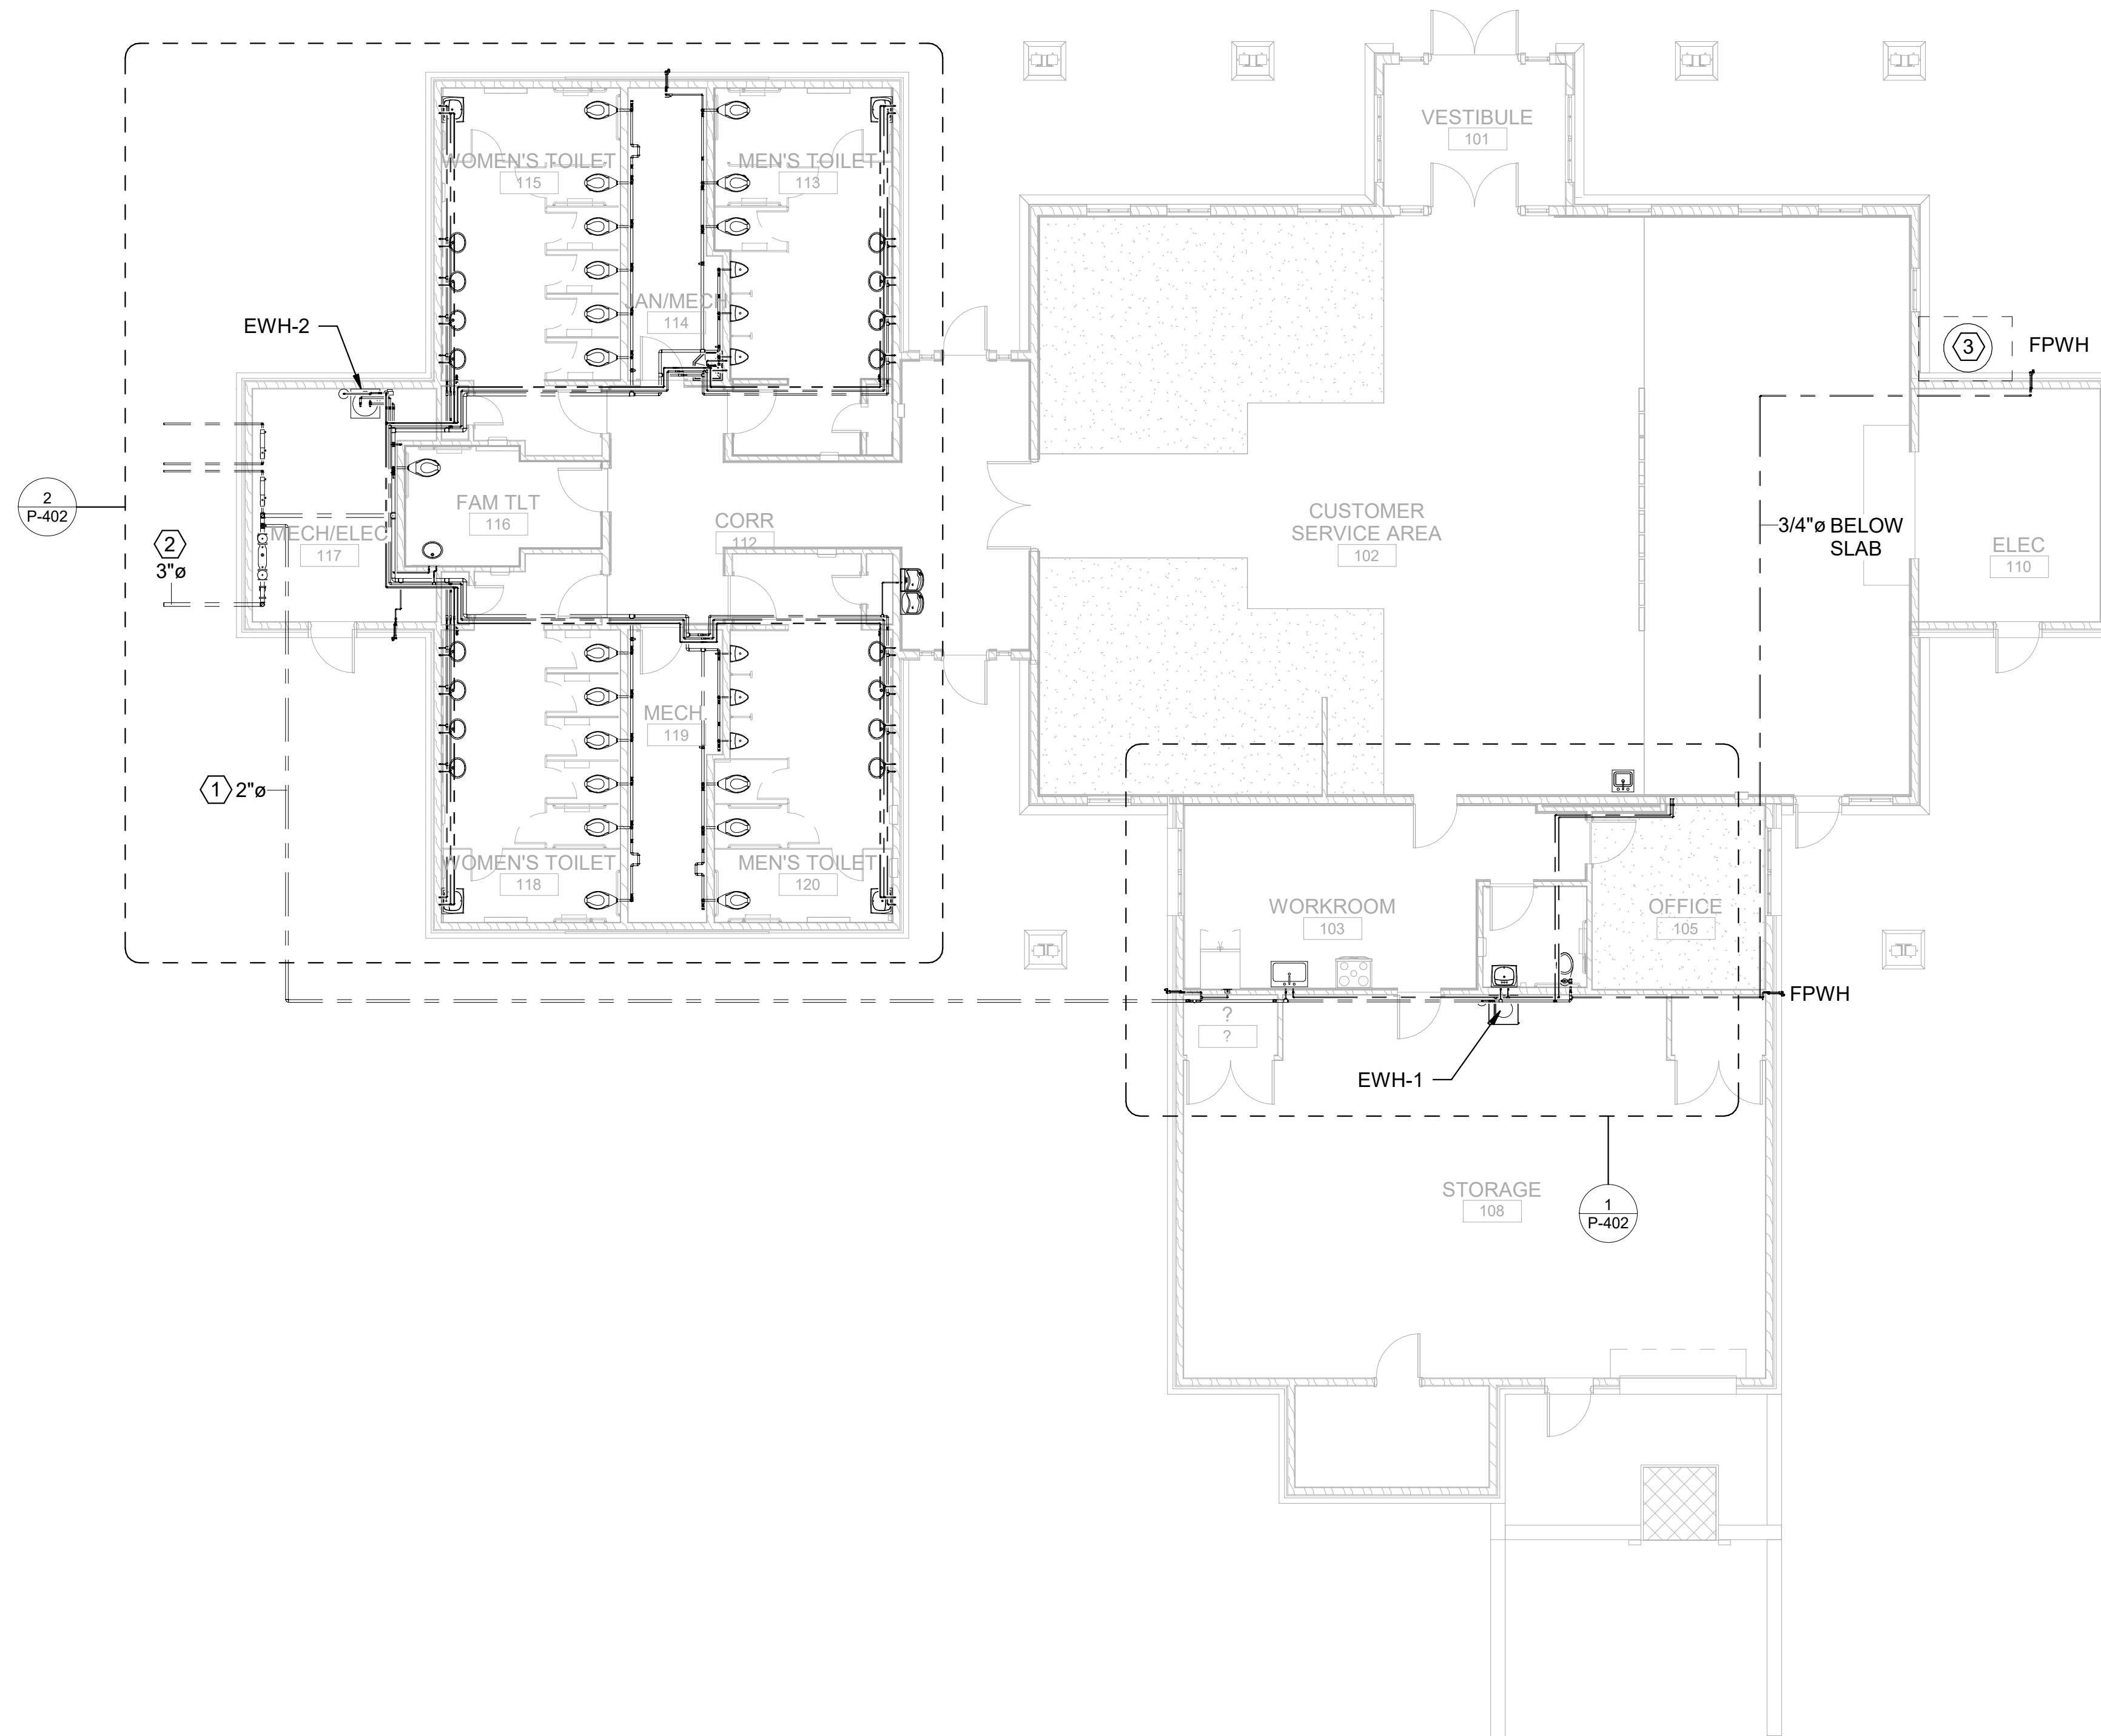 VESTIBULE
101
WOMEN'S TOILET
115
MEN'S TOILET
113
JAN/MECH
114
EWH-2
3
FPWH
2
P-402
FAM TLT
116
CORR
112
CUSTOMER
SERVICE AREA
102
3/4"ø BELOW
SLAB
ELEC
110
MECH/ELEC
117
2
3"ø
MECH.
119
1
2"ø
WOMEN'S TOILET
118
MEN'S TOILET
120
WORKROOM
103
OFFICE
105
FPWH
?
?
EWH-1
STORAGE
108
1
P-402